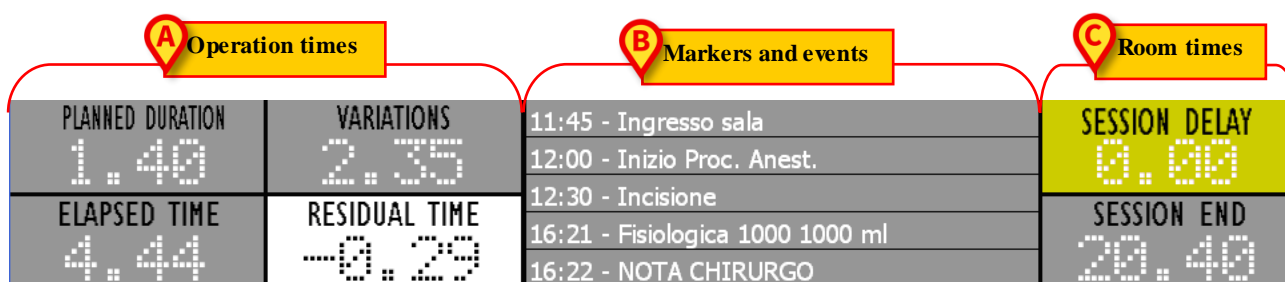 A Operation times
B Markers and events
C Room times
PLANNED DURATION
1.40
VARIATIONS
2.35
ELAPSED TIME
4.44
RESIDUAL TIME
-0.29
11:45 - Ingresso sala
12:00 - Inizio Proc. Anest.
12:30 - Incisione
16:21 - Fisiologica 1000 1000 ml
16:22 - NOTA CHIRURGO
SESSION DELAY
0.00
SESSION END
20.40